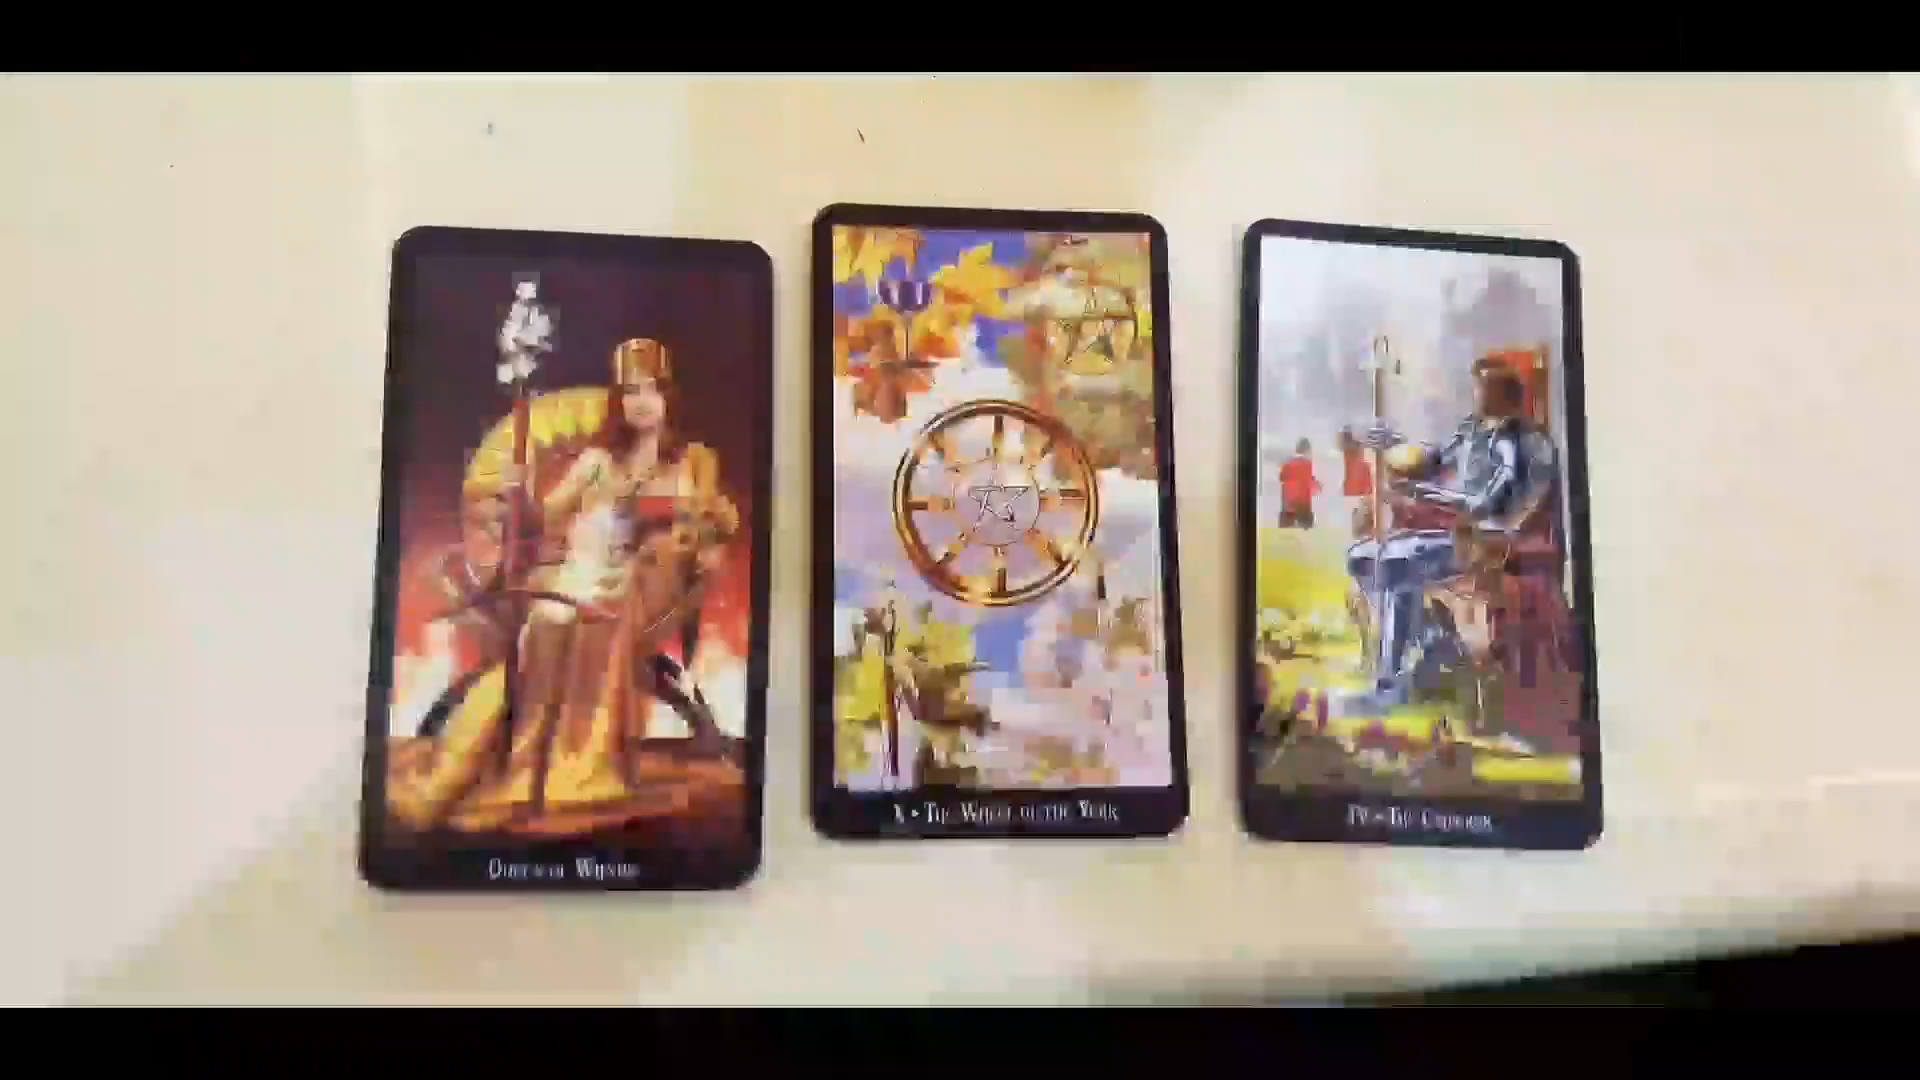 Queen of Wands
X • The Wheel of the Year
IV • The Emperor